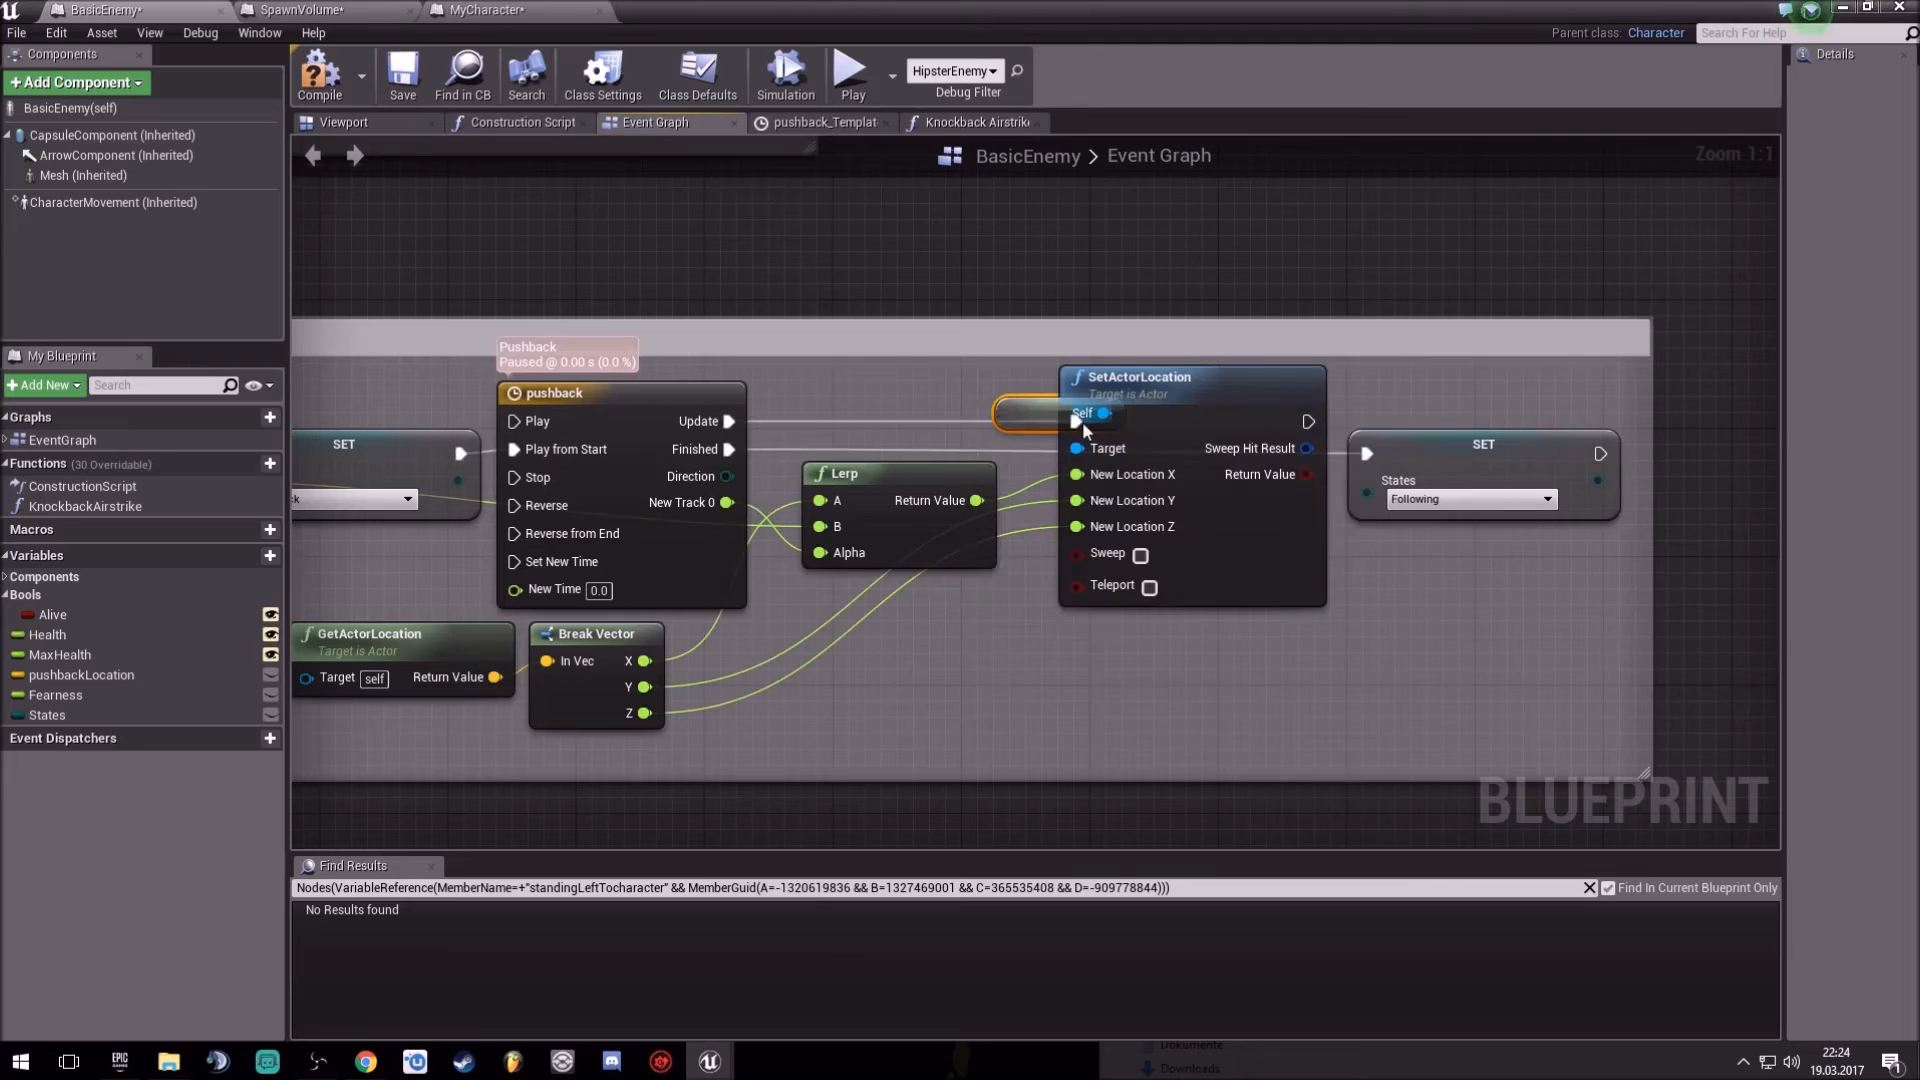 BasicEnemy*
SpawnVolume*
MyCharacter*
File Edit Asset View Debug Window Help
Parent class: Character
Search For Help
Components
+ Add Component
BasicEnemy(self)
CapsuleComponent (Inherited)
ArrowComponent (Inherited)
Mesh (Inherited)
CharacterMovement (Inherited)
Compile
Save
Find in CB
Search
Class Settings
Class Defaults
Simulation
Play
HipsterEnemy
Debug Filter
Details
Viewport
Construction Script
Event Graph
pushback_Templat
Knockback Airstrik
BasicEnemy > Event Graph
Zoom 1:1
My Blueprint
+ Add New
Search
Graphs
EventGraph
Functions (30 Overridable)
ConstructionScript
KnockbackAirstrike
Macros
Variables
Components
Bools
Alive
Health
MaxHealth
pushbackLocation
Fearness
States
Event Dispatchers
SET
ck
Pushback
Paused @ 0.00 s (0.0 %)
pushback
Play
Update
Play from Start
Finished
Stop
Direction
Reverse
New Track 0
Reverse from End
Set New Time
New Time 0.0
Lerp
A
Return Value
B
Alpha
GetActorLocation
Target is Actor
Target self
Return Value
Break Vector
In Vec
X
Y
Z
Self
SetActorLocation
Target is Actor
Target
Sweep Hit Result
New Location X
Return Value
New Location Y
New Location Z
Sweep
Teleport
SET
States
Following
BLUEPRINT
Find Results
Nodes(VariableReference(MemberName=+"standingLeftTocharacter" && MemberGuid(A=-1320619836 && B=1327469001 && C=365535408 && D=-909778844)))
Find In Current Blueprint Only
No Results found
EPIC
GAMES
Dokumente
Downloads
22:24
19.03.2017
1